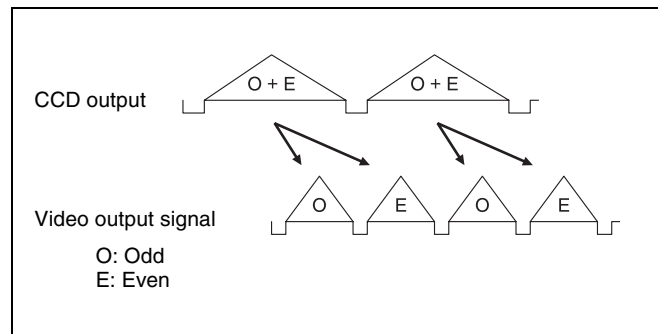 O + E
O + E
CCD output
O
E
O
E
Video output signal
O: Odd
E: Even